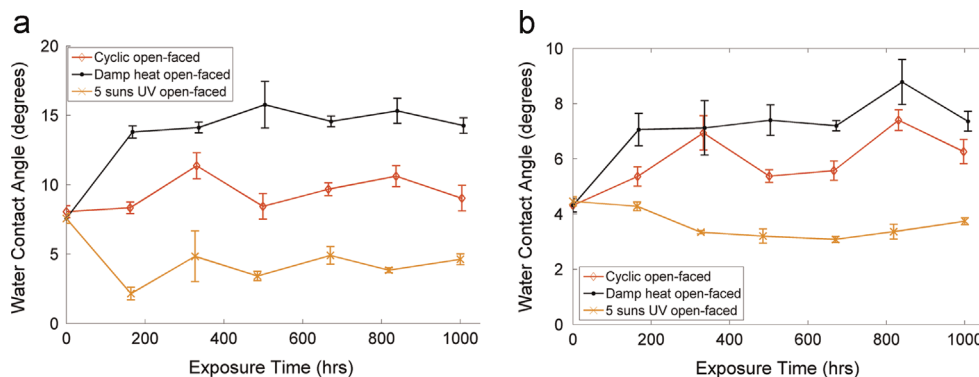 a
Water Contact Angle (degrees)
20
15
10
5
0
Cyclic open-faced
Damp heat open-faced
5 suns UV open-faced
0 200 400 600 800 1000
Exposure Time (hrs)
b
Water Contact Angle (degrees)
10
8
6
4
2
0
Cyclic open-faced
Damp heat open-faced
5 suns UV open-faced
0 200 400 600 800 1000
Exposure Time (hrs)